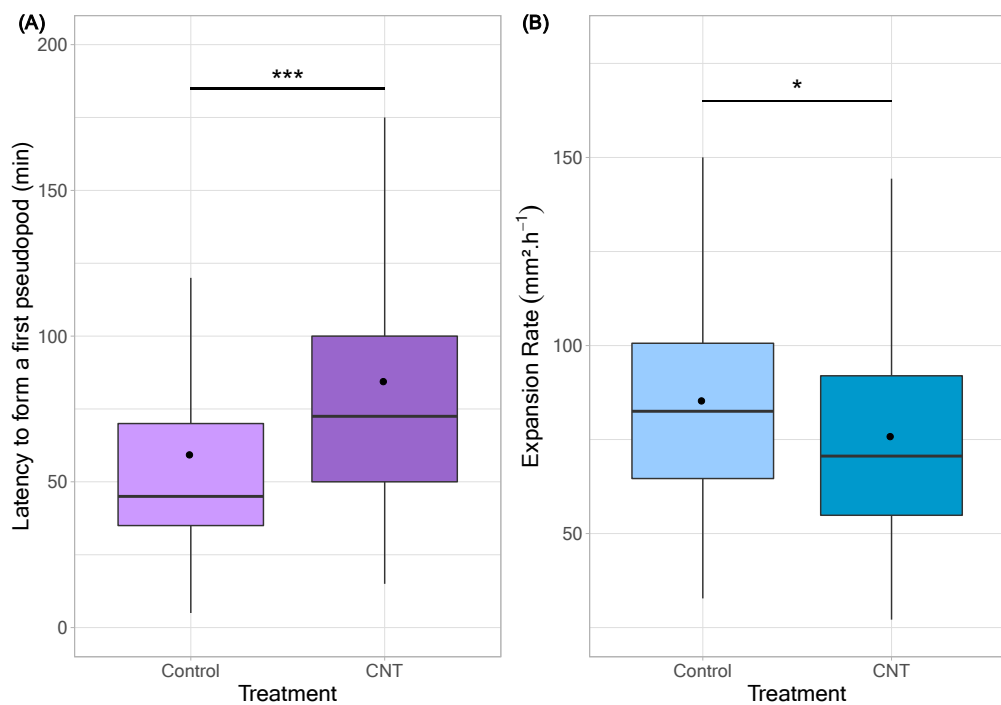 (A)
200
150
100
50
0
Latency to form a first pseudopod (min)
***
Control
CNT
Treatment
(B)
150
100
50
Expansion Rate (mm².h⁻¹)
*
Control
CNT
Treatment